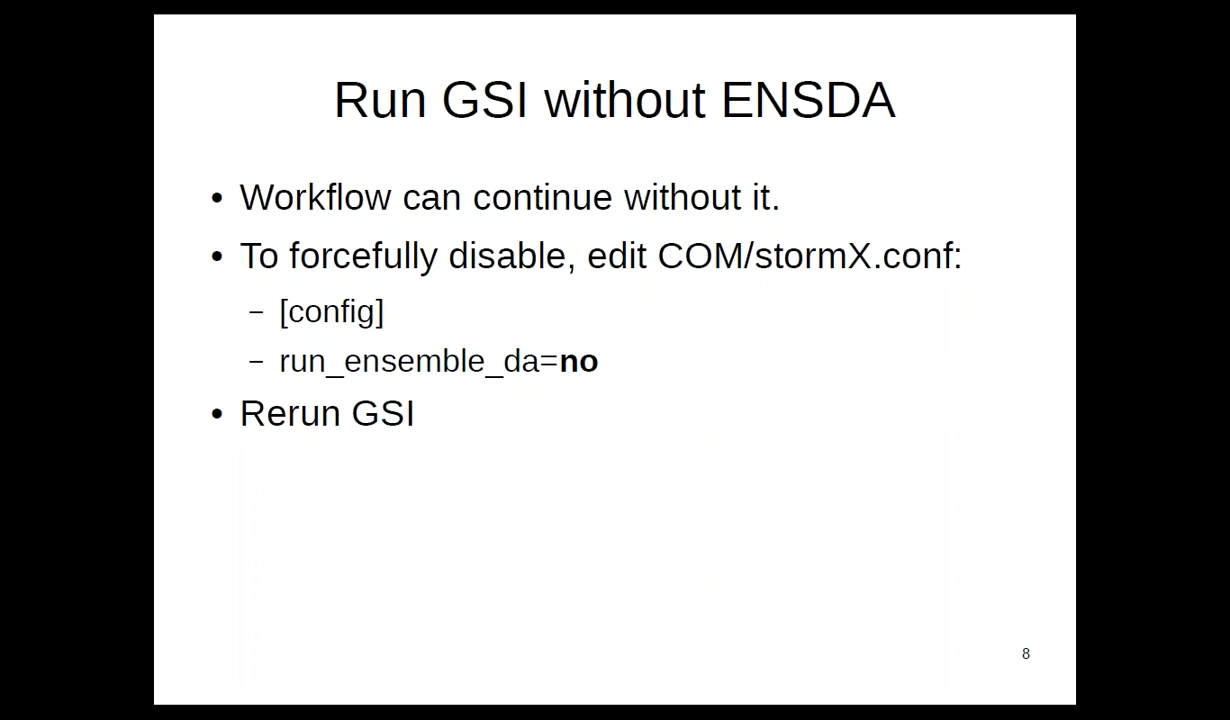 Run GSI without ENSDA
• Workflow can continue without it.
• To forcefully disable, edit COM/stormX.conf:
– [config]
– run_ensemble_da=no
• Rerun GSI
8